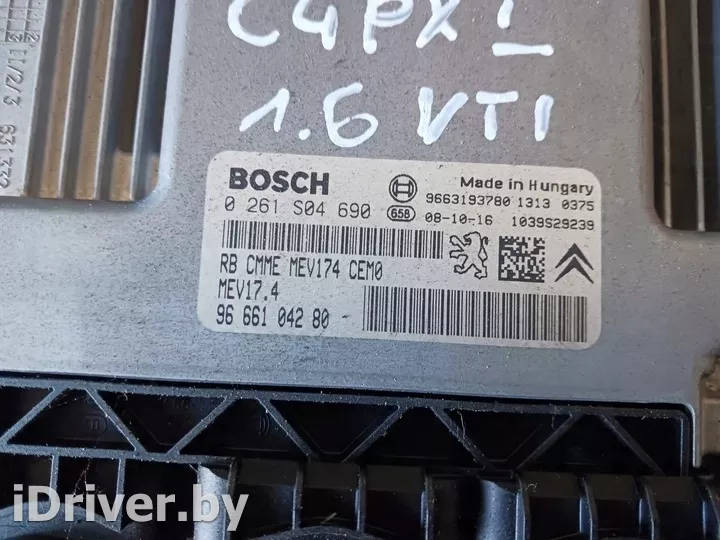 C4PX I
1.6 VTI
BOSCH
Made in Hungary
9663193780 1313 0375
0 261 S04 690
658
08-10-16
1039S29239
RB CMME MEV174 CEM0
MEV17.4
96 661 042 80
iDriver.by